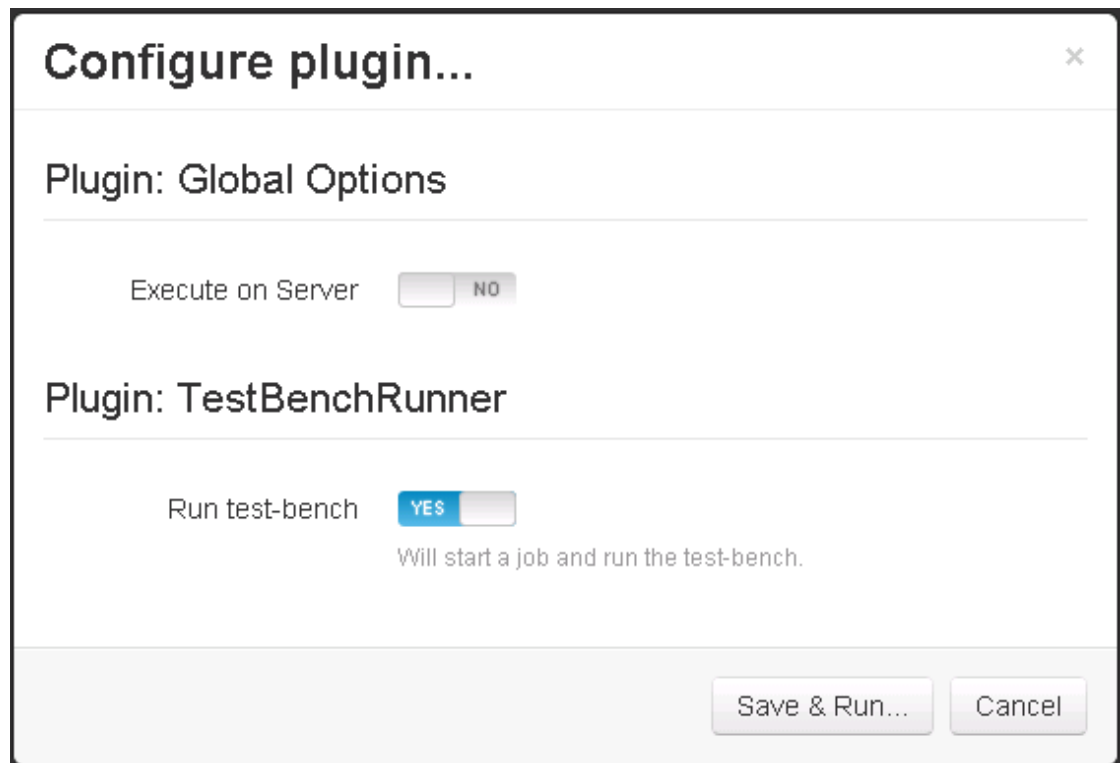 Configure plugin...
×
Plugin: Global Options
Execute on Server NO
Plugin: TestBenchRunner
Run test-bench YES
Will start a job and run the test-bench.
Save & Run... Cancel